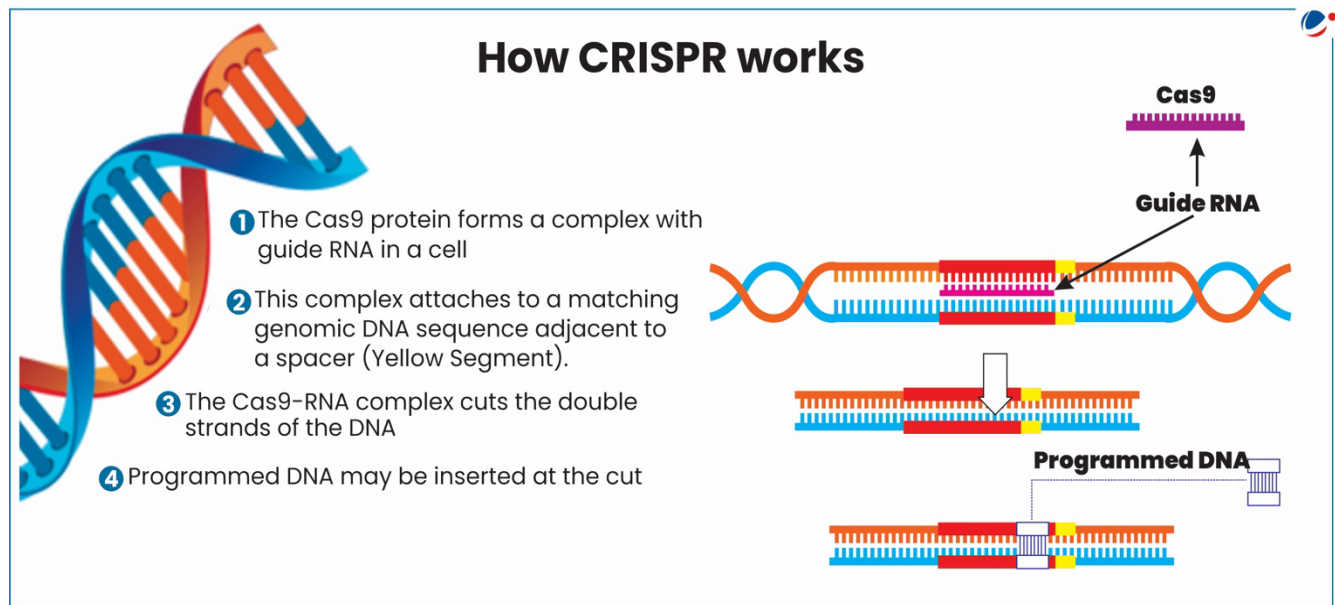 How CRISPR works
Cas9
Guide RNA
1 The Cas9 protein forms a complex with
guide RNA in a cell
2 This complex attaches to a matching
genomic DNA sequence adjacent to
a spacer (Yellow Segment).
3 The Cas9-RNA complex cuts the double
strands of the DNA
4 Programmed DNA may be inserted at the cut
Programmed DNA